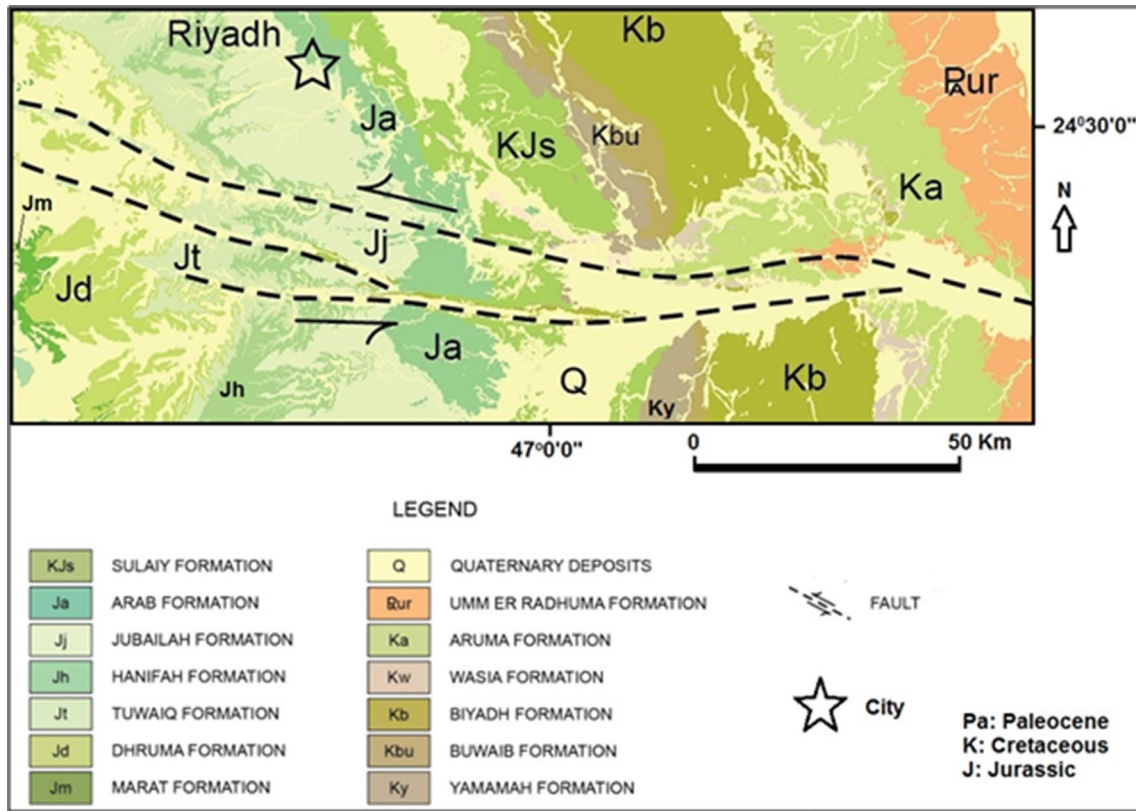 Riyadh
Kb
Pur
Ja
KJs
Kbu
24°30'0"
Ka
N
Jm
Jj
Jt
Jd
Ja
Kb
Q
Jh
Ky
47°0'0"
0
50 Km
LEGEND
KJs SULAIY FORMATION
Ja ARAB FORMATION
Jj JUBAILAH FORMATION
Jh HANIFAH FORMATION
Jt TUWAIQ FORMATION
Jd DHRUMA FORMATION
Jm MARAT FORMATION
Q QUATERNARY DEPOSITS
Pur UMM ER RADHUMA FORMATION
Ka ARUMA FORMATION
Kw WASIA FORMATION
Kb BIYADH FORMATION
Kbu BUWAIB FORMATION
Ky YAMAMAH FORMATION
FAULT
City
Pa: Paleocene
K: Cretaceous
J: Jurassic